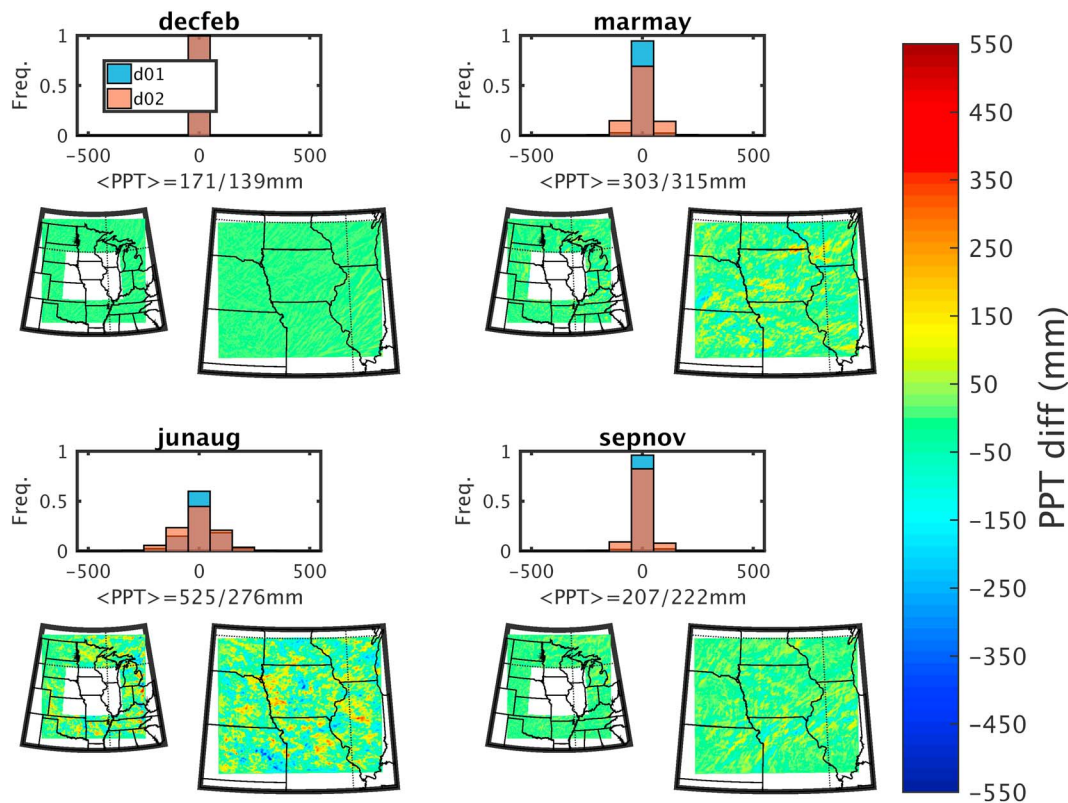 decfeb
1
0.5
0
Freq.
d01
d02
−500 0 500
<PPT>=171/139mm
marmay
1
0.5
0
Freq.
−500 0 500
<PPT>=303/315mm
junaug
1
0.5
0
Freq.
−500 0 500
<PPT>=525/276mm
sepnov
1
0.5
0
Freq.
−500 0 500
<PPT>=207/222mm
550
450
350
250
150
50
−50
−150
−250
−350
−450
−550
PPT diff (mm)